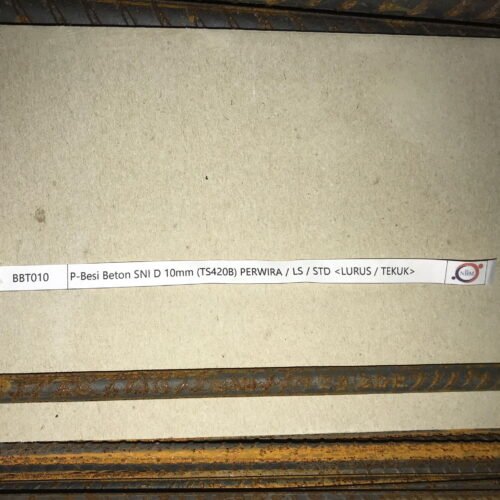 BBT010 P-Besi Beton SNI D 10mm (TS420B) PERWIRA / LS / STD <LURUS / TEKUK>